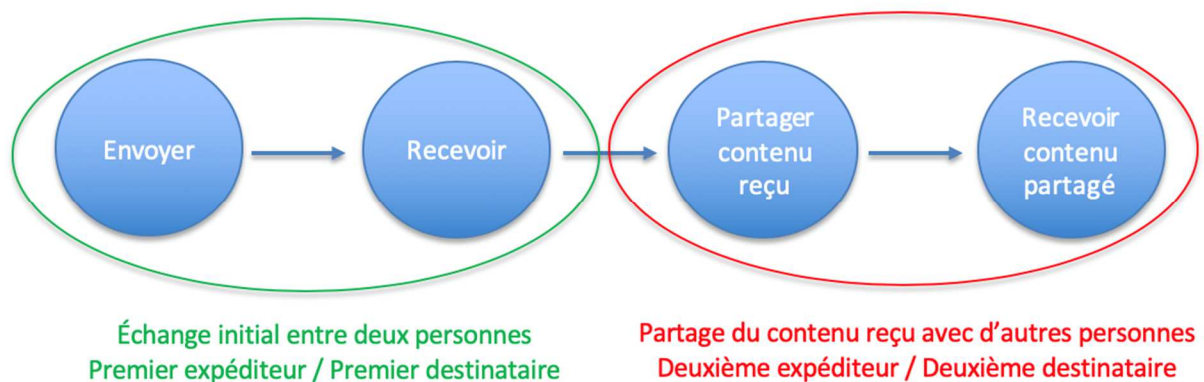 Envoyer
Recevoir
Partager
contenu
reçu
Recevoir
contenu
partagé
Échange initial entre deux personnes
Premier expéditeur / Premier destinataire
Partage du contenu reçu avec d'autres personnes
Deuxième expéditeur / Deuxième destinataire